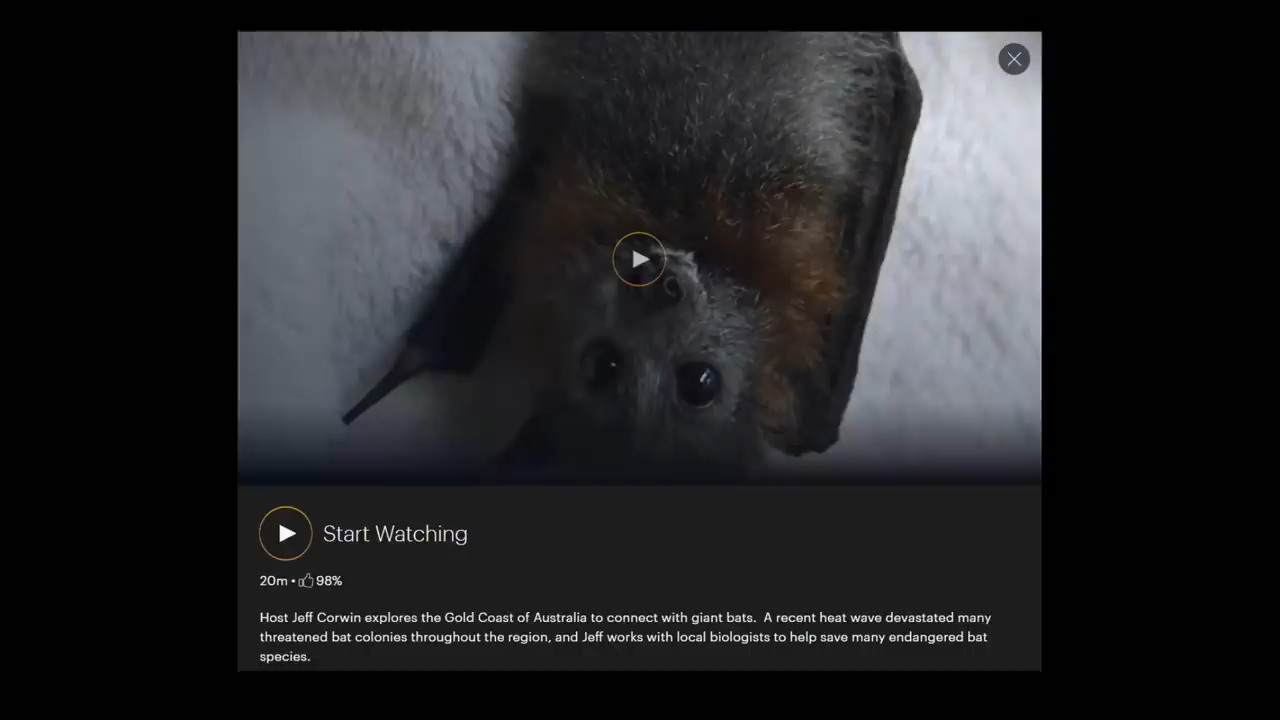 Start Watching
20m • 98%
Host Jeff Corwin explores the Gold Coast of Australia to connect with giant bats.  A recent heat wave devastated many
threatened bat colonies throughout the region, and Jeff works with local biologists to help save many endangered bat
species.